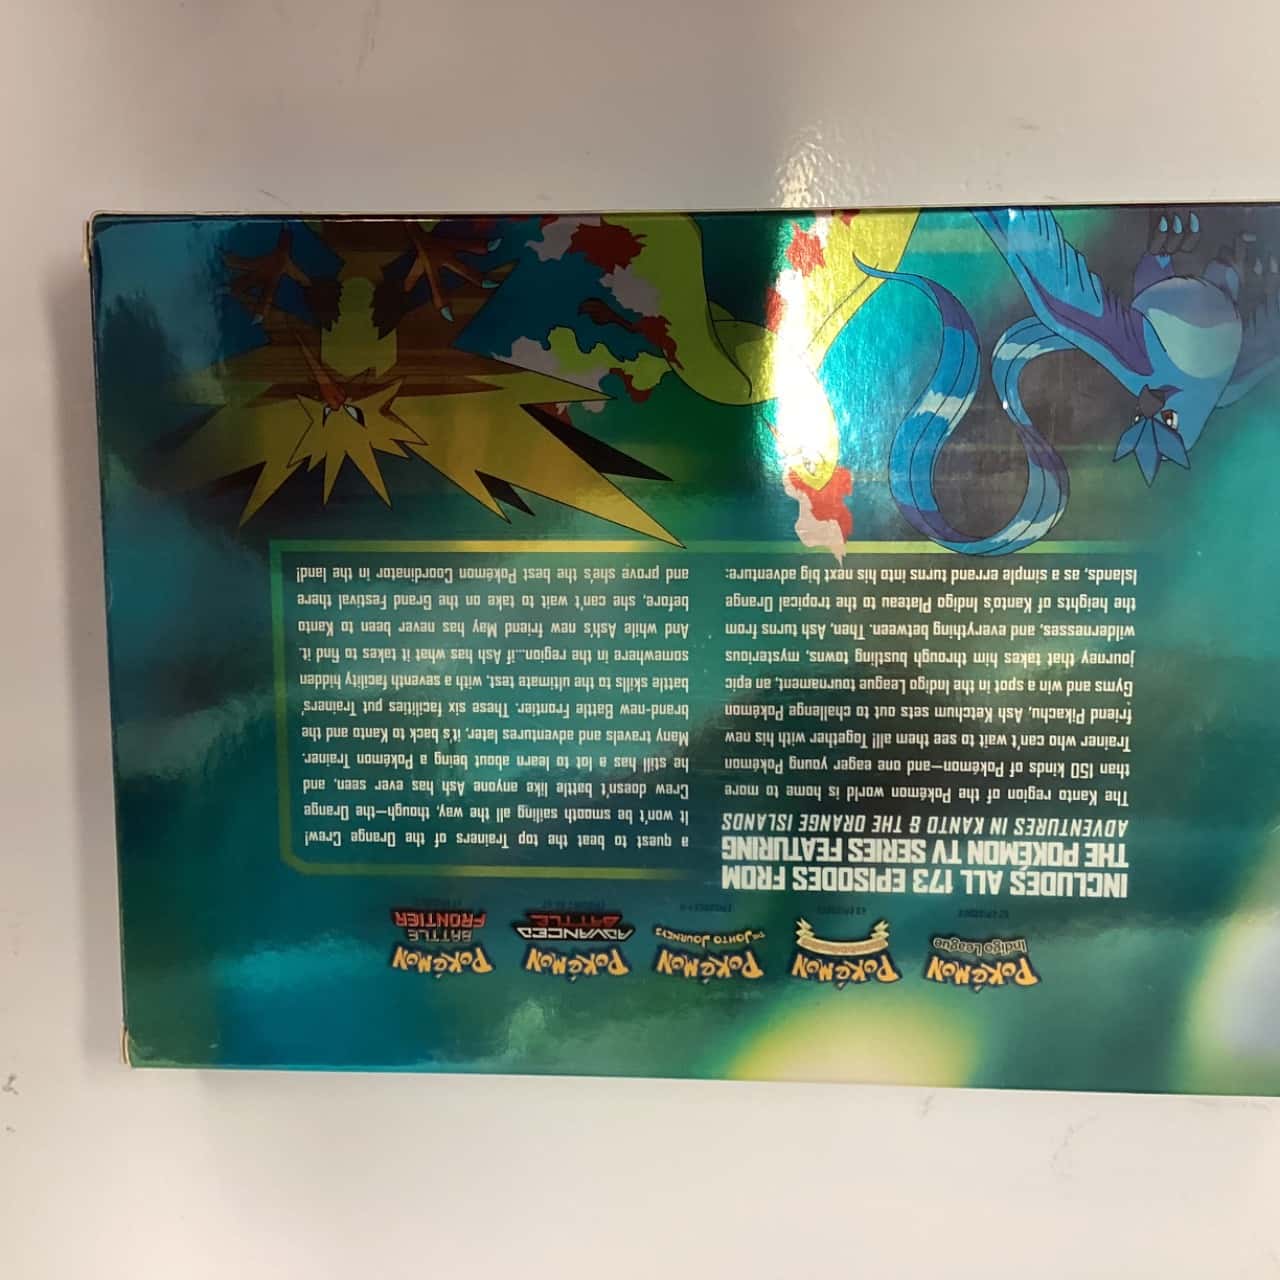 POKéMON
Indigo League
52 EPISODES
POKéMON
POKéMON
THE JOHTO JOURNEYS
POKéMON
ADVANCED
BATTLE
POKéMON
BATTLE
FRONTIER
INCLUDES ALL 173 EPISODES FROM
THE POKÉMON TV SERIES FEATURING
ADVENTURES IN KANTO & THE ORANGE ISLANDS
The Kanto region of the Pokémon world is home to more
than 150 kinds of Pokémon—and one eager young Pokémon
Trainer who can't wait to see them all! Together with his new
friend Pikachu, Ash Ketchum sets out to challenge Pokémon
Gyms and win a spot in the Indigo League tournament, an epic
journey that takes him through bustling towns, mysterious
wildernesses, and everything between. Then, Ash turns from
the heights of Kanto's Indigo Plateau to the tropical Orange
Islands, as a simple errand turns into his next big adventure:
a quest to beat the top Trainers of the Orange Crew!
It won't be smooth sailing all the way, though—the Orange
Crew doesn't battle like anyone Ash has ever seen, and
he still has a lot to learn about being a Pokémon Trainer.
Many travels and adventures later, it's back to Kanto and the
brand-new Battle Frontier. These six facilities put Trainers'
battle skills to the ultimate test, with a seventh facility hidden
somewhere in the region...if Ash has what it takes to find it.
And while Ash's new friend May has never been to Kanto
before, she can't wait to take on the Grand Festival there
and prove she's the best Pokémon Coordinator in the land!